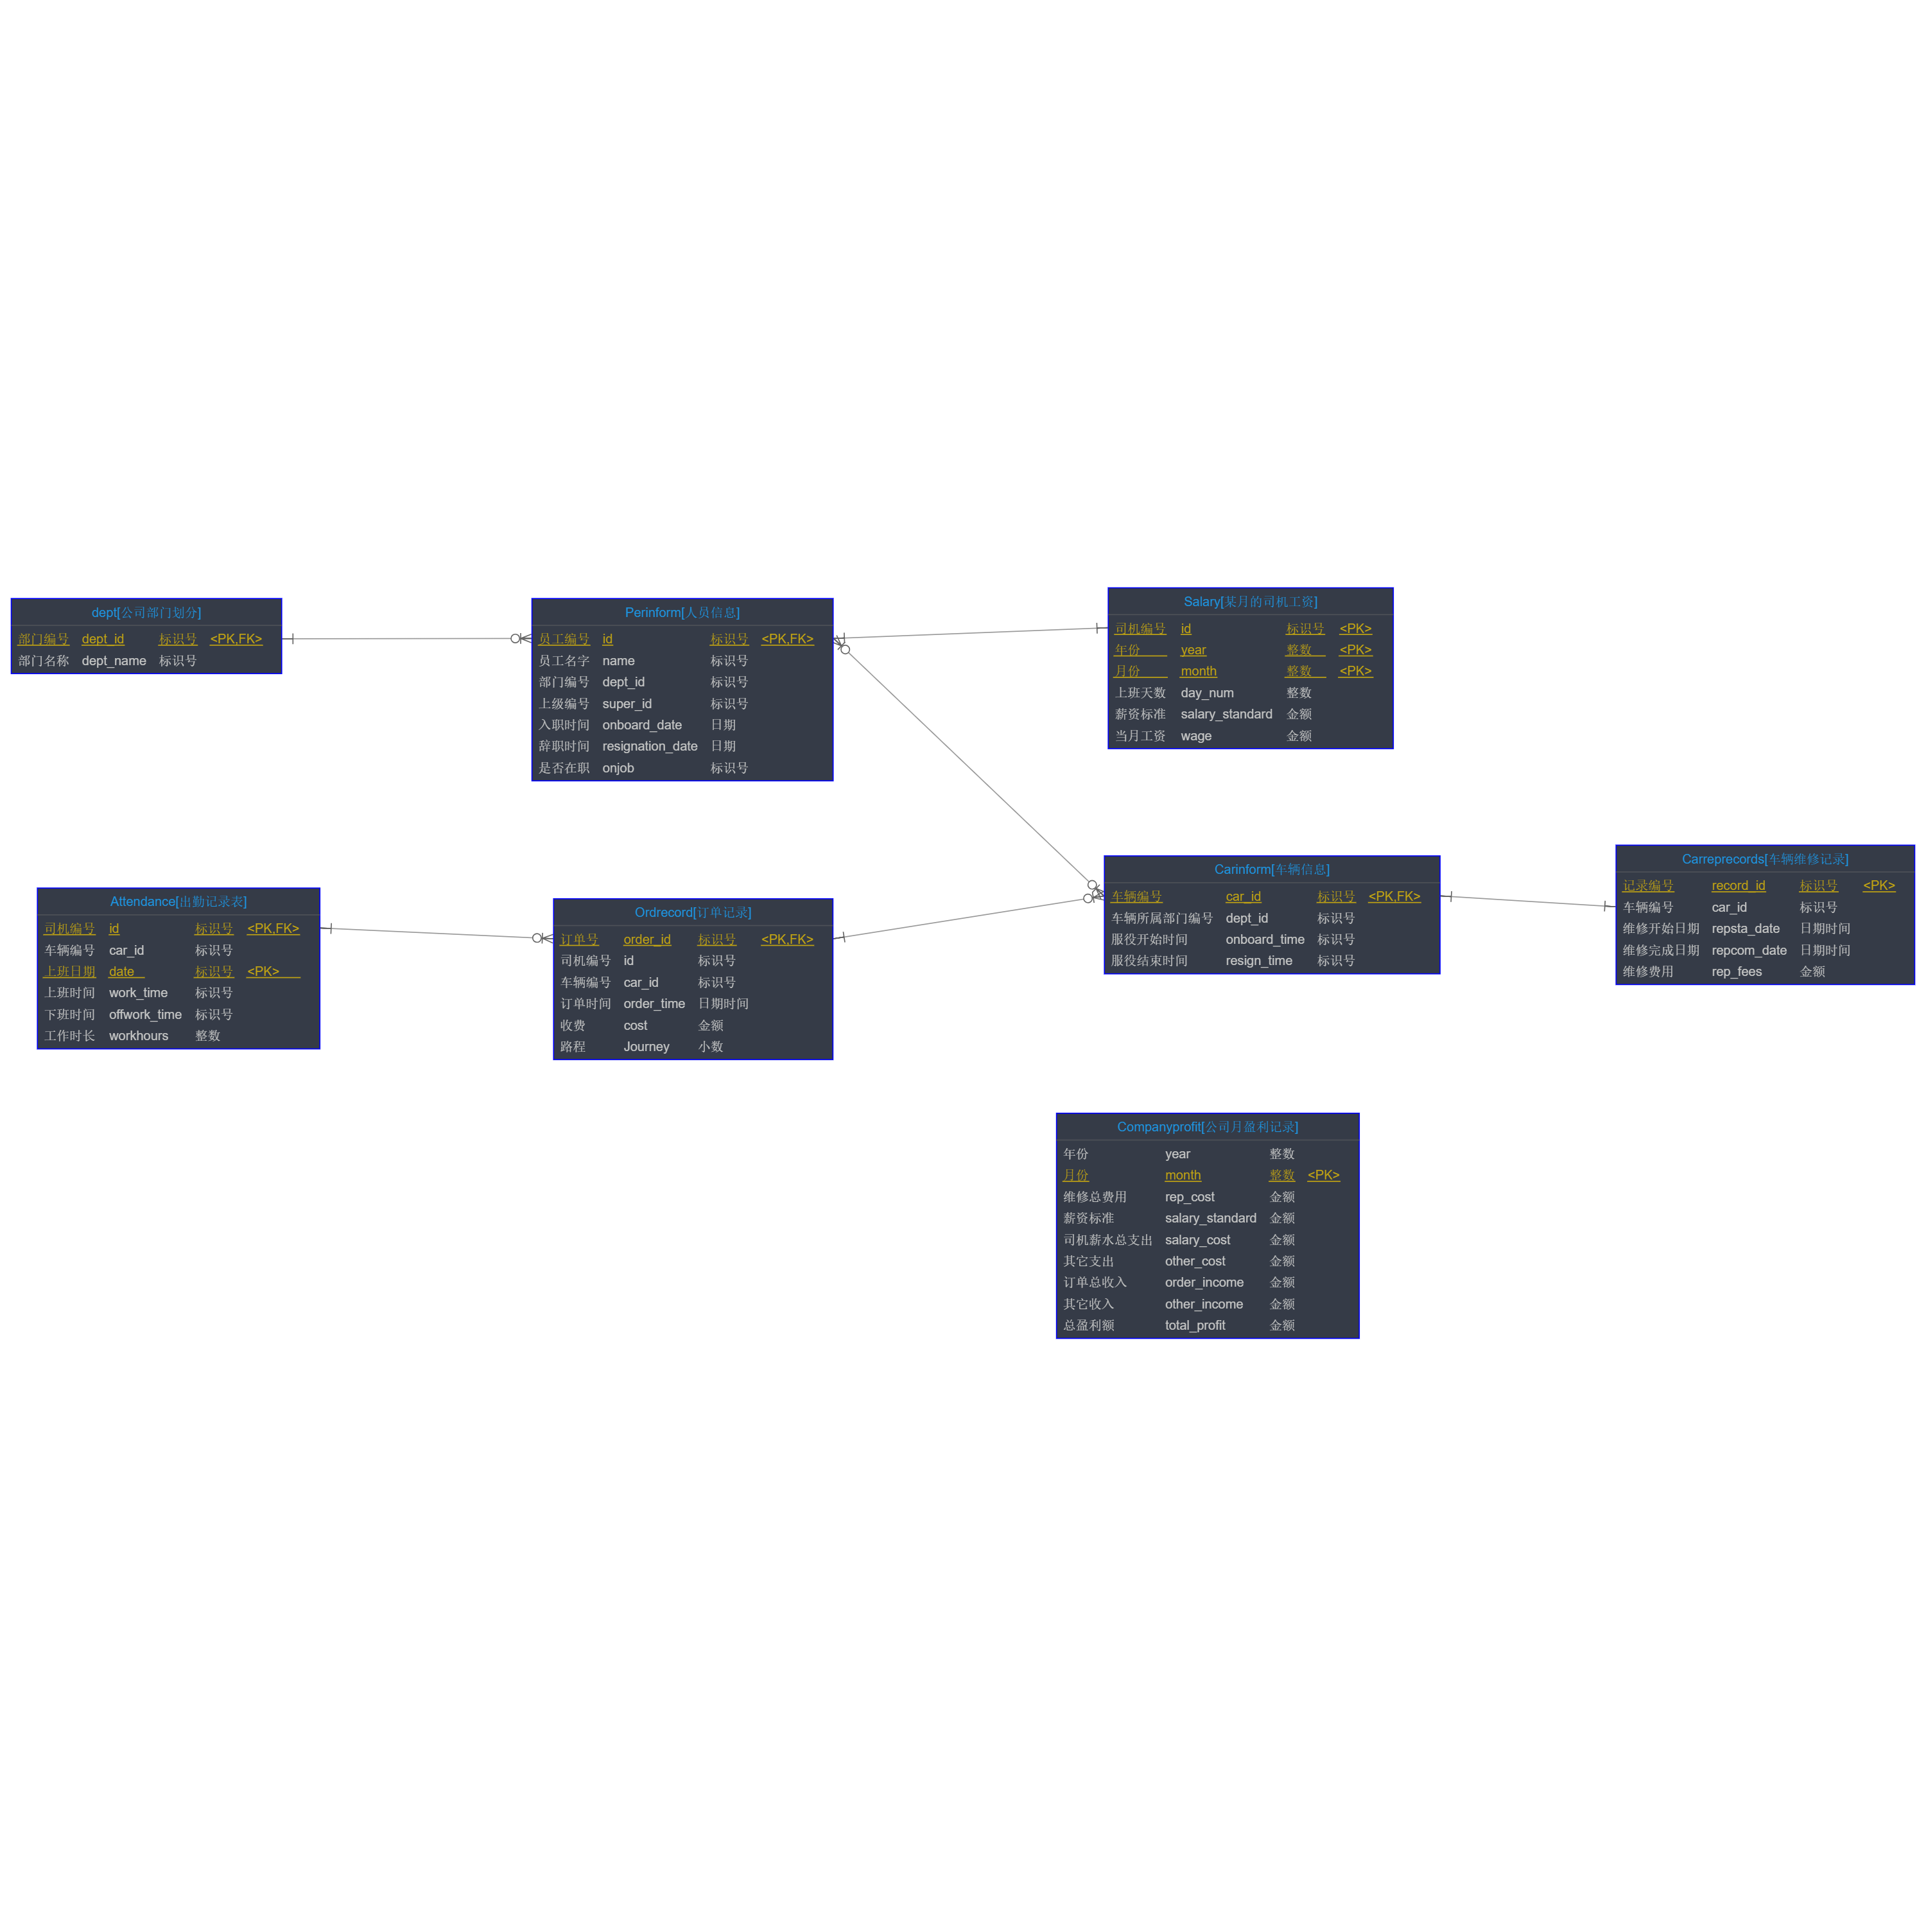 dept[公司部门划分]
部门编号 dept_id 标识号 <PK,FK>
部门名称 dept_name 标识号
Perinform[人员信息]
员工编号 id 标识号 <PK,FK>
员工名字 name 标识号
部门编号 dept_id 标识号
上级编号 super_id 标识号
入职时间 onboard_date 日期
辞职时间 resignation_date 日期
是否在职 onjob 标识号
Salary[某月的司机工资]
司机编号 id 标识号 <PK>
年份 year 整数 <PK>
月份 month 整数 <PK>
上班天数 day_num 整数
薪资标准 salary_standard 金额
当月工资 wage 金额
Attendance[出勤记录表]
司机编号 id 标识号 <PK,FK>
车辆编号 car_id 标识号
上班日期 date 标识号 <PK>
上班时间 work_time 标识号
下班时间 offwork_time 标识号
工作时长 workhours 整数
Ordrecord[订单记录]
订单号 order_id 标识号 <PK,FK>
司机编号 id 标识号
车辆编号 car_id 标识号
订单时间 order_time 日期时间
收费 cost 金额
路程 Journey 小数
Carinform[车辆信息]
车辆编号 car_id 标识号 <PK,FK>
车辆所属部门编号 dept_id 标识号
服役开始时间 onboard_time 标识号
服役结束时间 resign_time 标识号
Carreprecords[车辆维修记录]
记录编号 record_id 标识号 <PK>
车辆编号 car_id 标识号
维修开始日期 repsta_date 日期时间
维修完成日期 repcom_date 日期时间
维修费用 rep_fees 金额
Companyprofit[公司月盈利记录]
年份 year 整数
月份 month 整数 <PK>
维修总费用 rep_cost 金额
薪资标准 salary_standard 金额
司机薪水总支出 salary_cost 金额
其它支出 other_cost 金额
订单总收入 order_income 金额
其它收入 other_income 金额
总盈利额 total_profit 金额